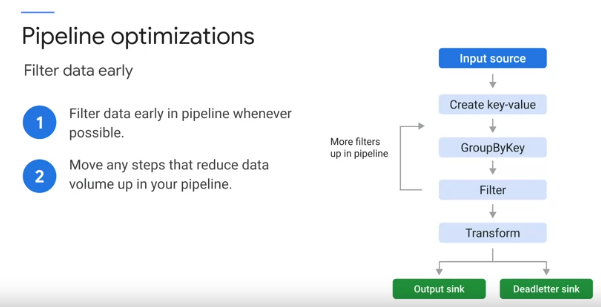 Pipeline optimizations
Filter data early
1
Filter data early in pipeline whenever
possible.
2
Move any steps that reduce data
volume up in your pipeline.
Input source
Create key-value
More filters
up in pipeline
GroupByKey
Filter
Transform
Output sink
Deadletter sink